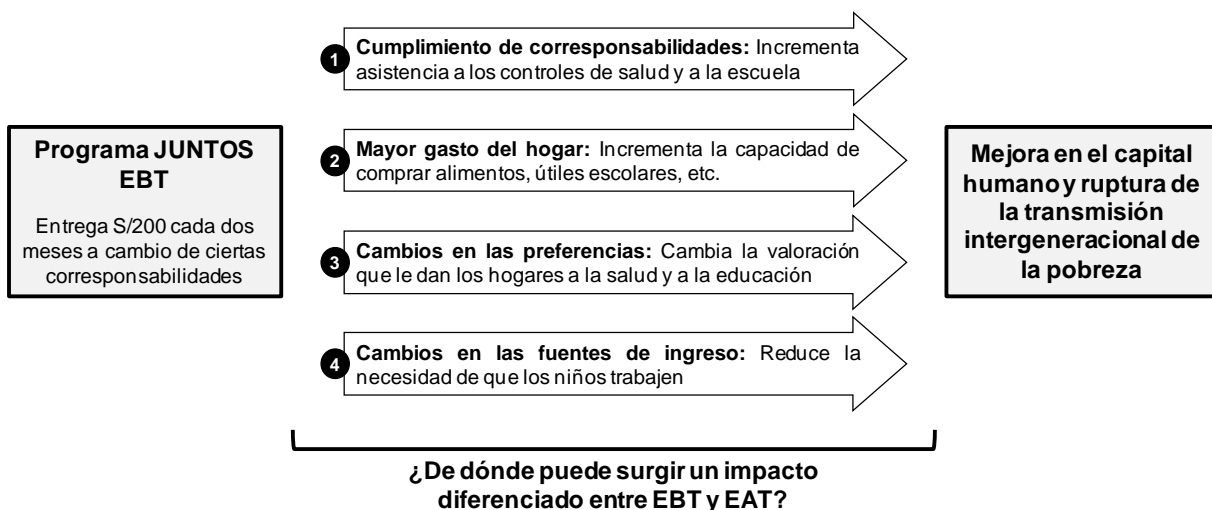 Programa JUNTOS
EBT
Entrega S/200 cada dos
meses a cambio de ciertas
corresponsabilidades
1
Cumplimiento de corresponsabilidades: Incrementa
asistencia a los controles de salud y a la escuela
2
Mayor gasto del hogar: Incrementa la capacidad de
comprar alimentos, útiles escolares, etc.
3
Cambios en las preferencias: Cambia la valoración
que le dan los hogares a la salud y a la educación
4
Cambios en las fuentes de ingreso: Reduce la
necesidad de que los niños trabajen
Mejora en el capital
humano y ruptura de
la transmisión
intergeneracional de
la pobreza
¿De dónde puede surgir un impacto
diferenciado entre EBT y EAT?